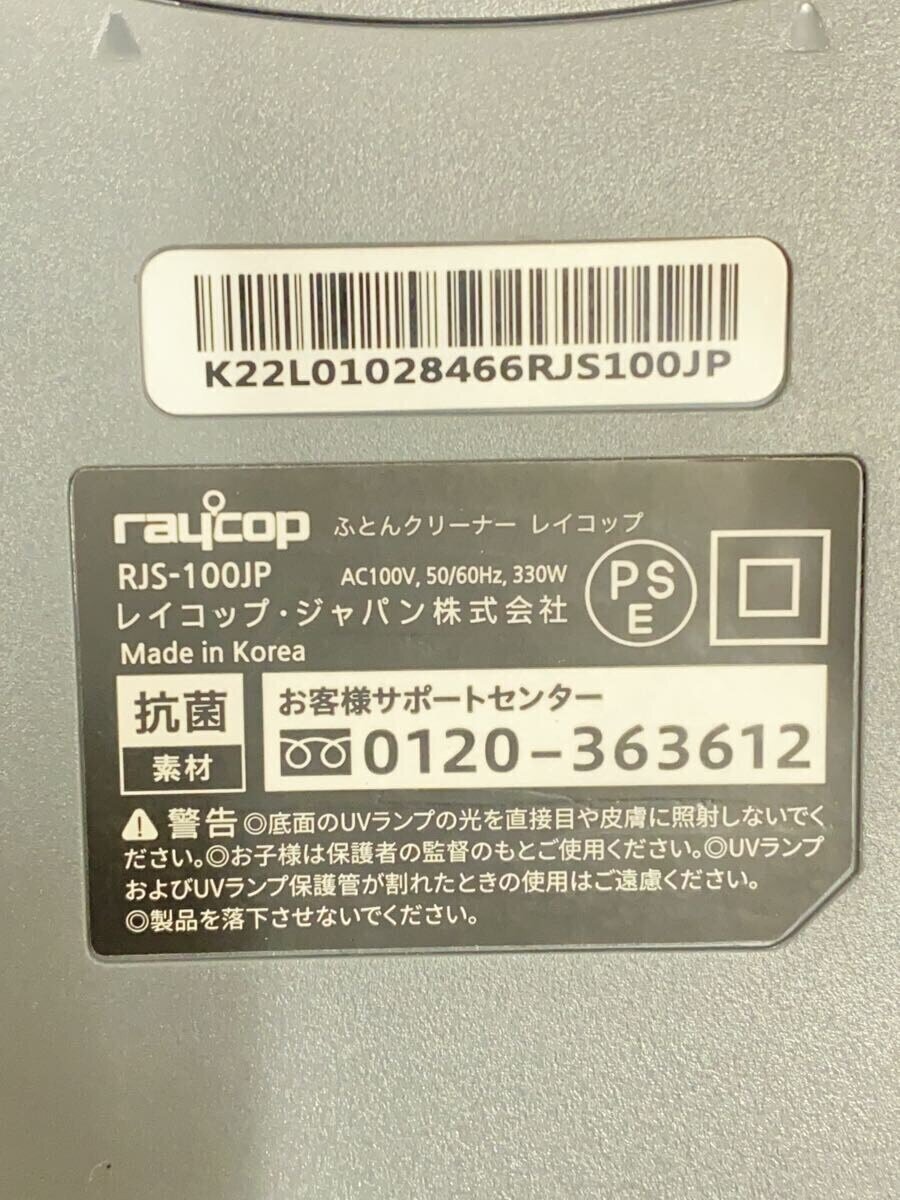 K22L01028466RJS100JP
raycop ふとんクリーナー レイコップ
RJS-100JP AC100V, 50/60Hz, 330W
レイコップ・ジャパン株式会社
PS
E
Made in Korea
抗菌
素材
お客様サポートセンター
0120-363612
警告 ◎底面のUVランプの光を直接目や皮膚に照射しないでく
ださい。◎お子様は保護者の監督のもとご使用ください。◎UVランプ
およびUVランプ保護管が割れたときの使用はご遠慮ください。
◎製品を落下させないでください。